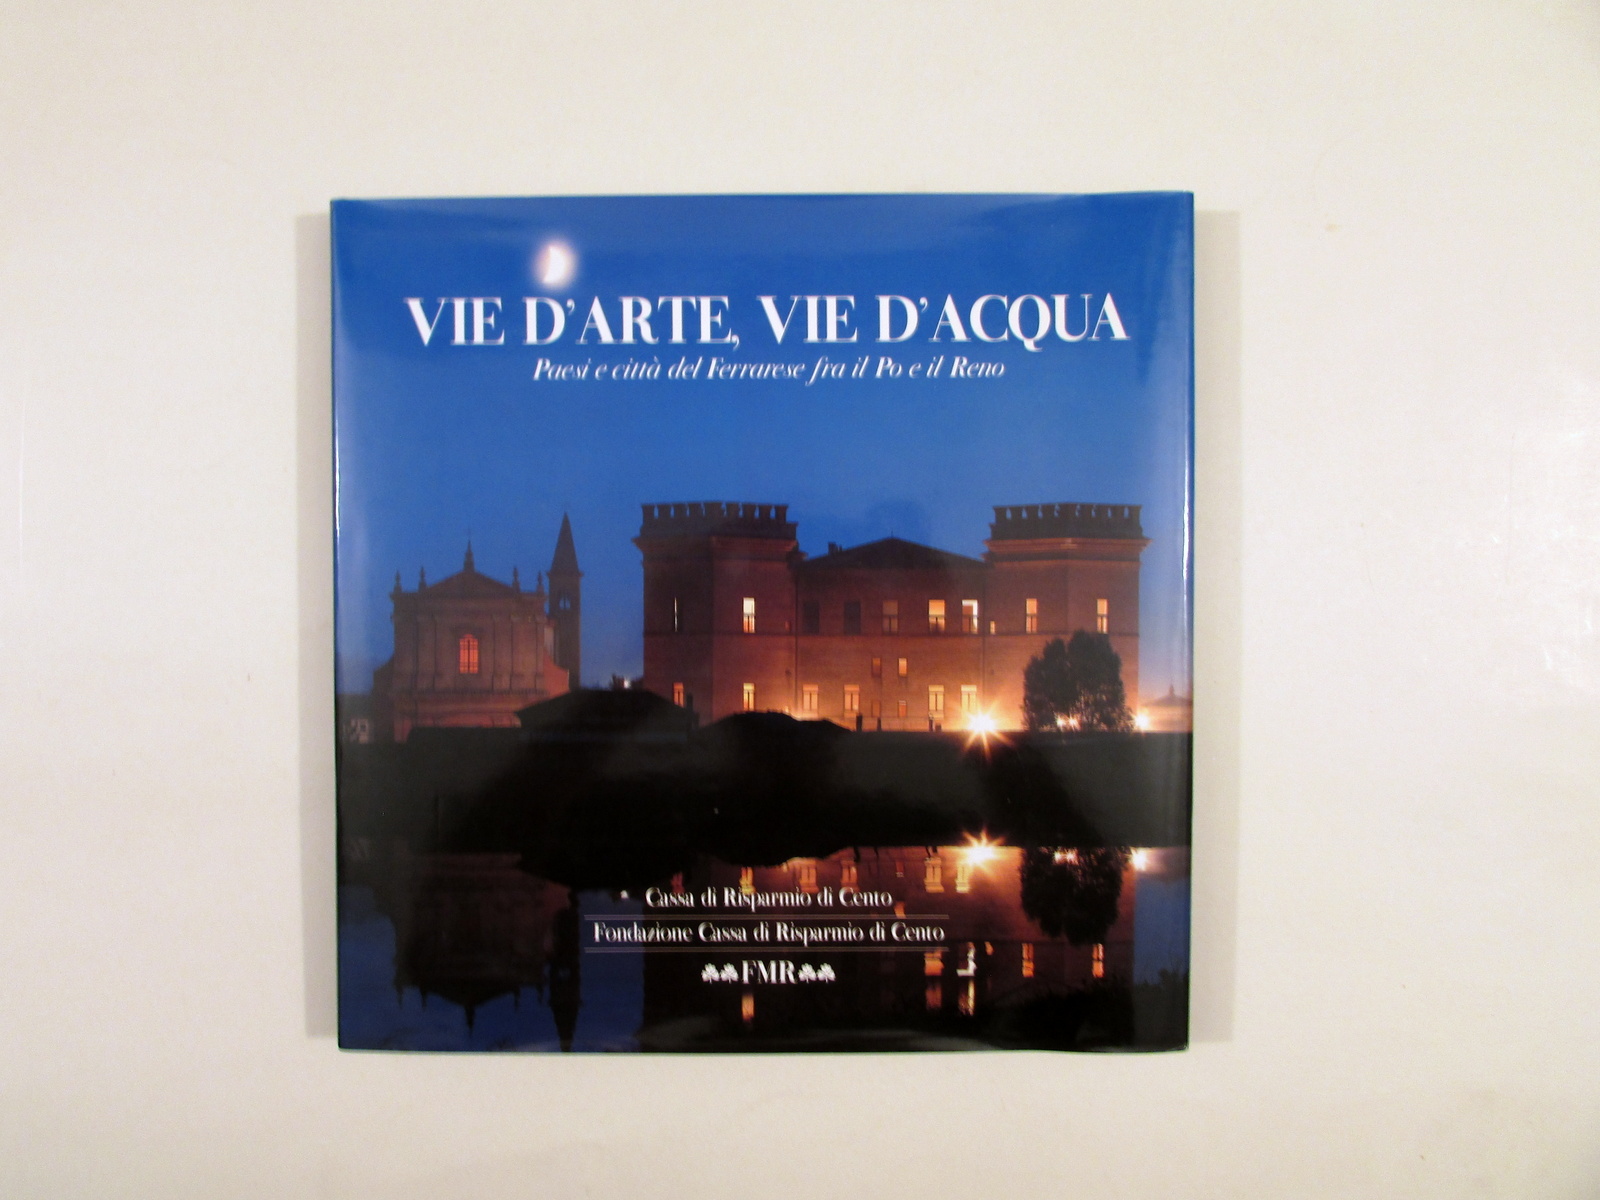 VIE D'ARTE, VIE D'ACQUA
Paesi e città del Ferrarese fra il Po e il Reno
Cassa di Risparmio di Cento
Fondazione Cassa di Risparmio di Cento
FMR